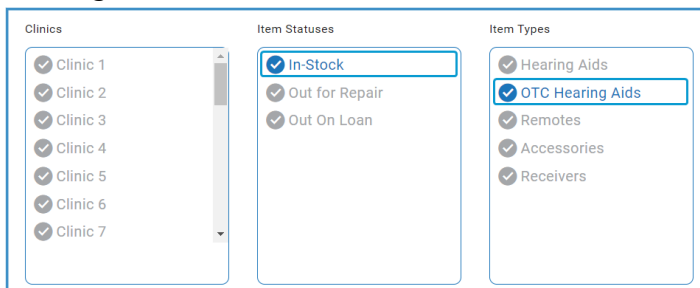 Clinics
Clinic 1
Clinic 2
Clinic 3
Clinic 4
Clinic 5
Clinic 6
Clinic 7
Item Statuses
In-Stock
Out for Repair
Out On Loan
Item Types
Hearing Aids
OTC Hearing Aids
Remotes
Accessories
Receivers